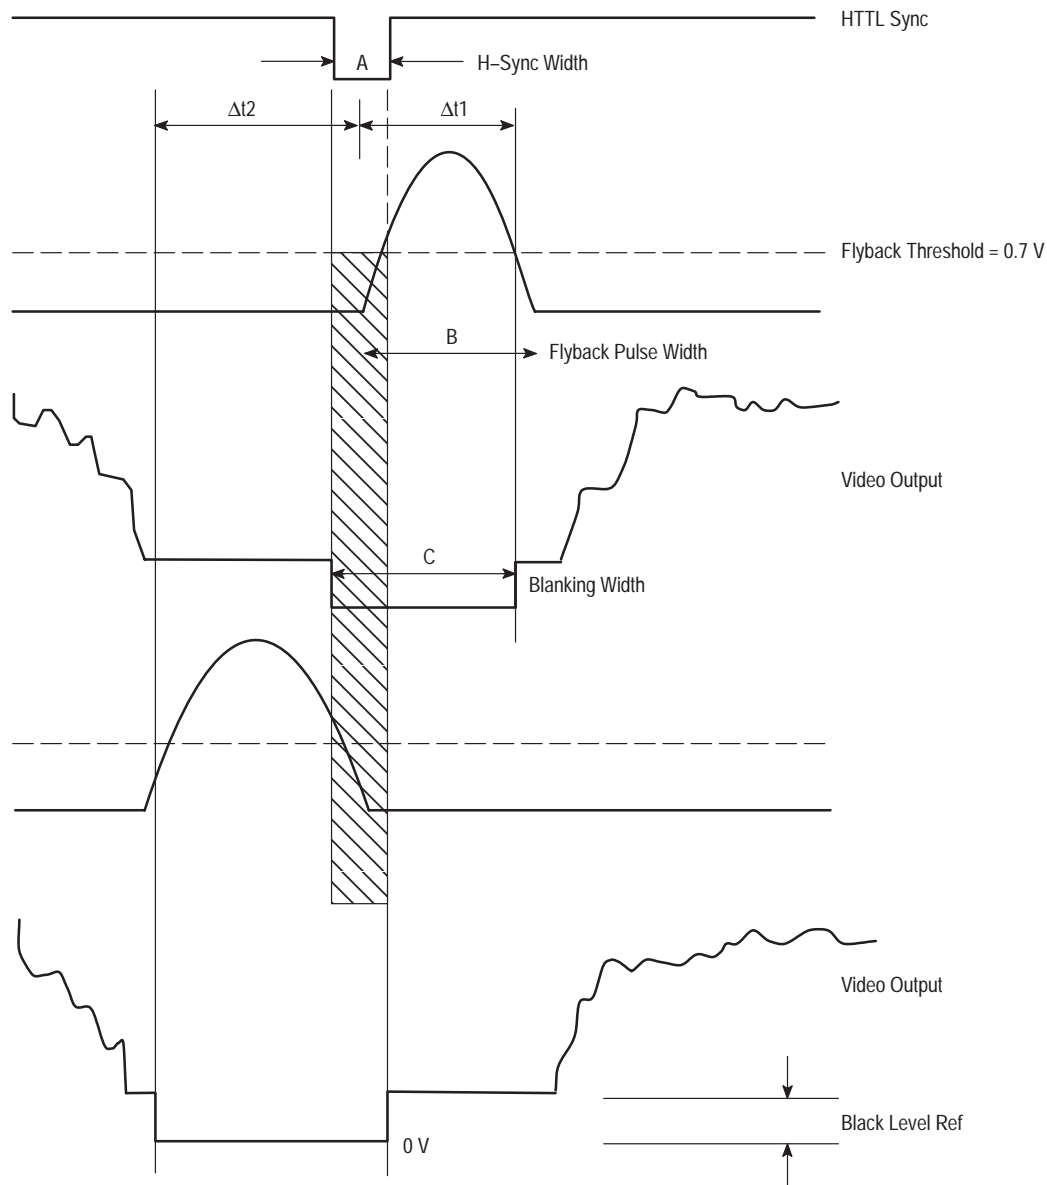 HTTL Sync
A
H–Sync Width
Δt2
Δt1
Flyback Threshold = 0.7 V
B
Flyback Pulse Width
Video Output
C
Blanking Width
Video Output
Black Level Ref
0 V